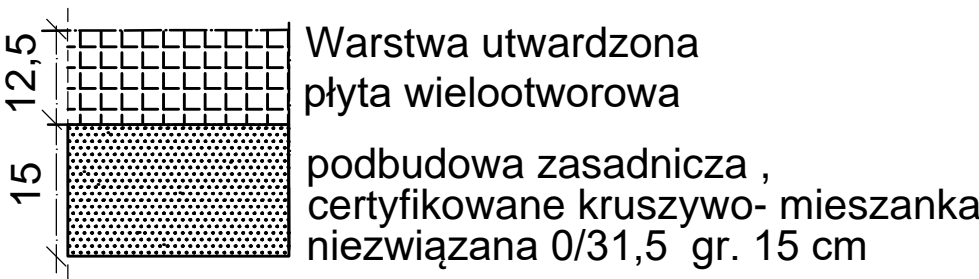 12,5
Warstwa utwardzona
płyta wielootworowa
15
podbudowa zasadnicza ,
certyfikowane kruszywo- mieszanka
niezwiązana 0/31,5 gr. 15 cm